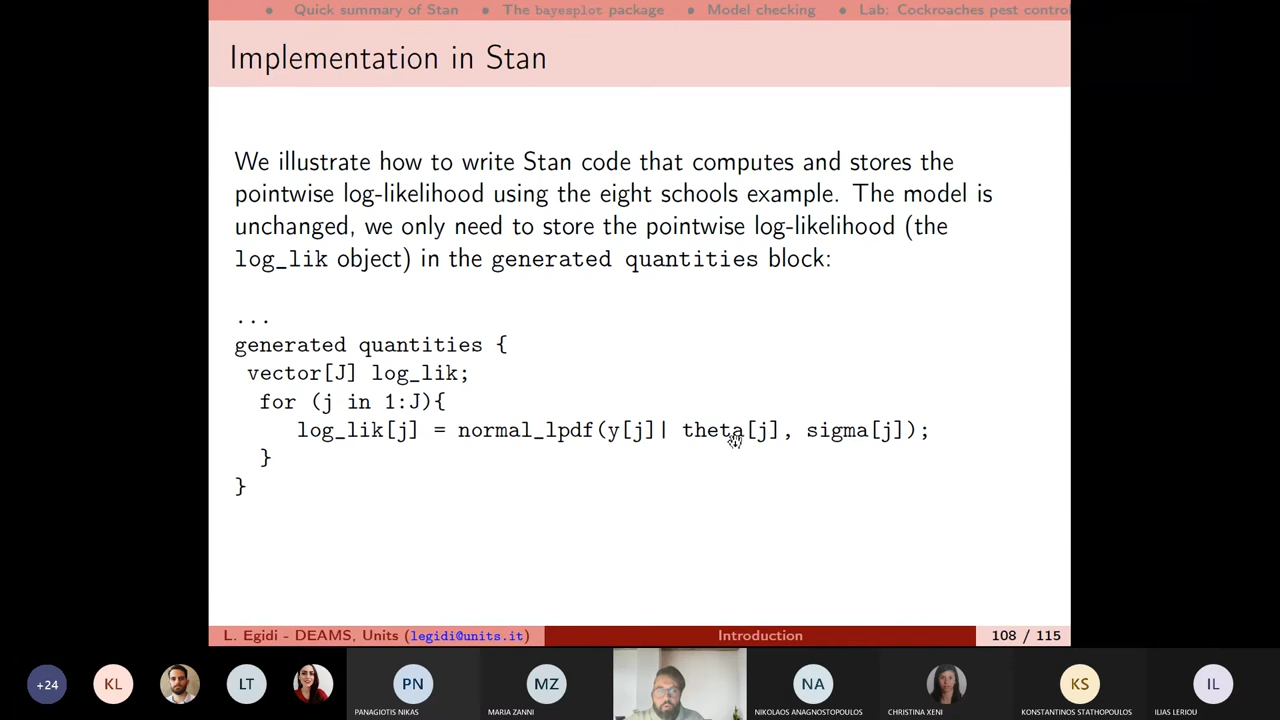 • Quick summary of Stan • The bayesplot package • Model checking • Lab: Cockroaches pest control
Implementation in Stan
We illustrate how to write Stan code that computes and stores the
pointwise log-likelihood using the eight schools example. The model is
unchanged, we only need to store the pointwise log-likelihood (the
log_lik object) in the generated quantities block:
...
generated quantities {
vector[J] log_lik;
for (j in 1:J){
log_lik[j] = normal_lpdf(y[j]| theta[j], sigma[j]);
}
}
L. Egidi - DEAMS, Units (legidi@units.it) Introduction 108 / 115
+24 KL LT PN MZ NA KS IL
PANAGIOTIS NIKAS MARIA ZANNI NIKOLAOS ANAGNOSTOPOULOS CHRISTINA XENI KONSTANTINOS STATHOPOULOS ILIAS LERIOU